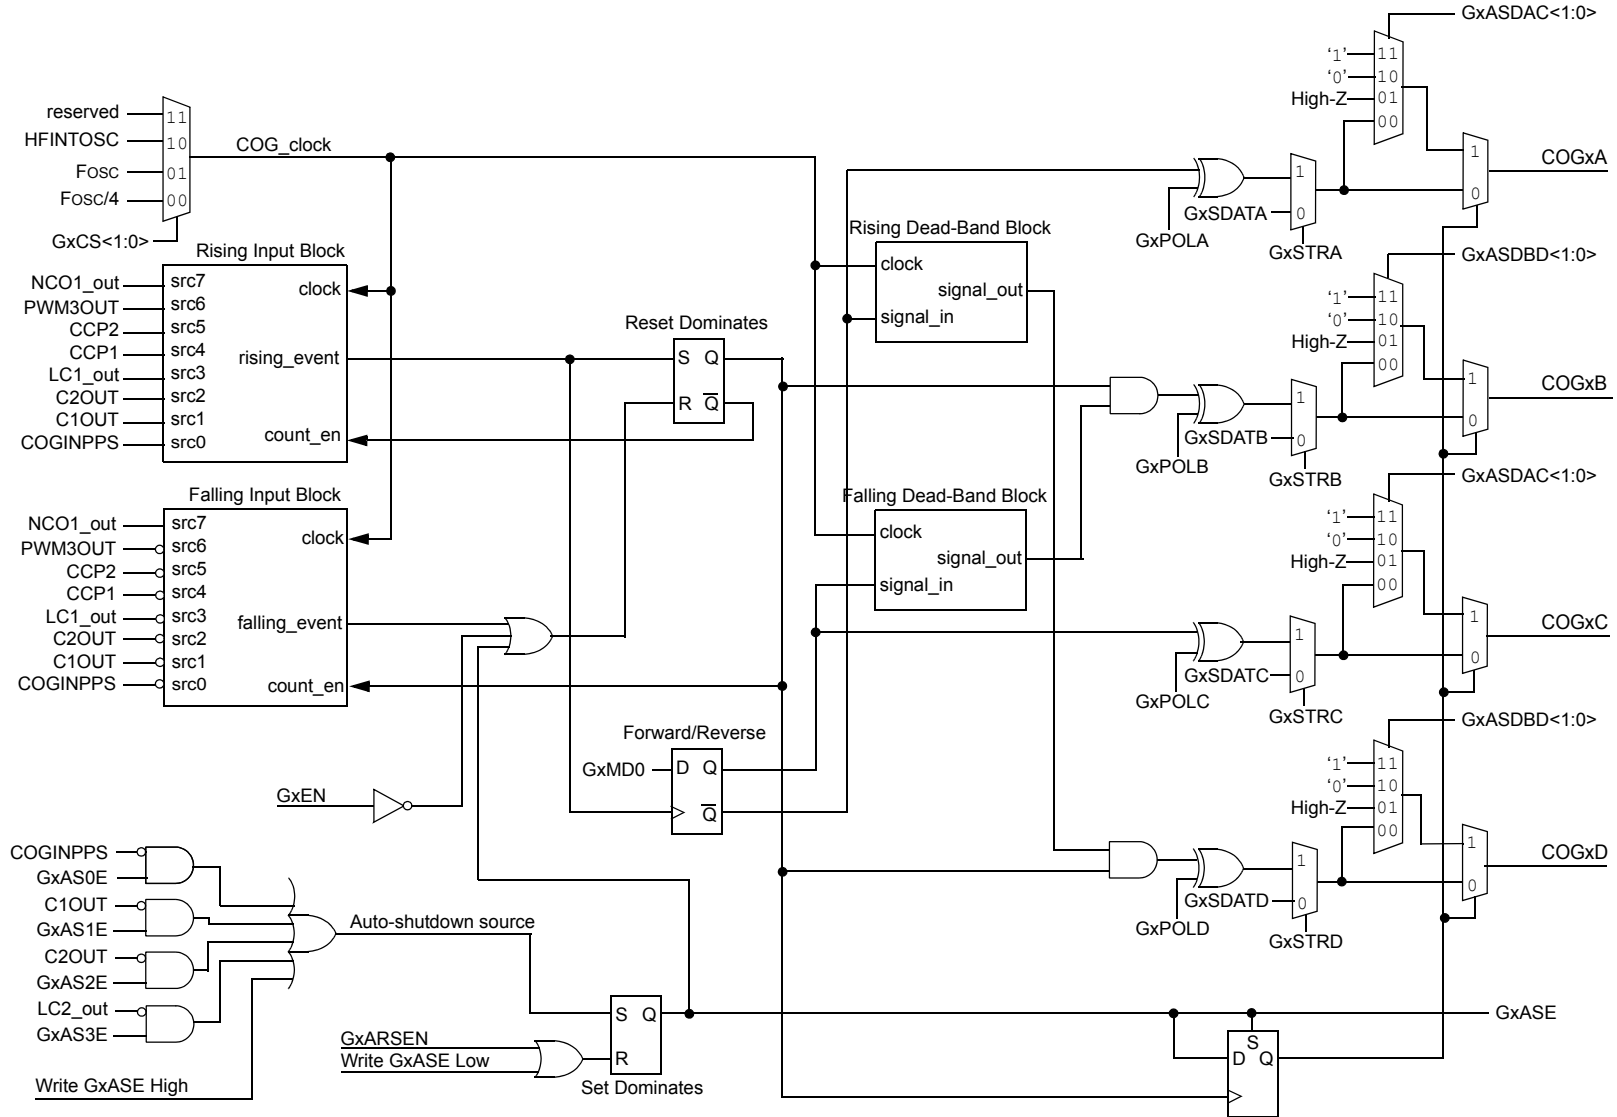 GxASDAC<1:0>
'1'
11
'0'
10
High-Z
01
00
1
0
COGxA
reserved
11
HFINTOSC
10
FOSC
01
FOSC/4
00
GxCS<1:0>
COG_clock
GxPOLA
GxSDATA
1
0
GxSTRA
Rising Input Block
NCO1_out
src7
PWM3OUT
src6
CCP2
src5
CCP1
src4
LC1_out
src3
C2OUT
src2
C1OUT
src1
COGINPPS
src0
clock
rising_event
count_en
Reset Dominates
S Q
R Q
Rising Dead-Band Block
clock
signal_out
signal_in
GxASDBD<1:0>
'1'
11
'0'
10
High-Z
01
00
1
0
COGxB
GxPOLB
GxSDATB
1
0
GxSTRB
Falling Input Block
NCO1_out
src7
PWM3OUT
src6
CCP2
src5
CCP1
src4
LC1_out
src3
C2OUT
src2
C1OUT
src1
COGINPPS
src0
clock
falling_event
count_en
Falling Dead-Band Block
clock
signal_out
signal_in
GxASDAC<1:0>
'1'
11
'0'
10
High-Z
01
00
1
0
COGxC
GxPOLC
GxSDATC
1
0
GxSTRC
Forward/Reverse
GxMD0
D Q
Q
GxEN
GxASDBD<1:0>
'1'
11
'0'
10
High-Z
01
00
1
0
COGxD
GxPOLD
GxSDATD
1
0
GxSTRD
COGINPPS
GxAS0E
C1OUT
GxAS1E
C2OUT
GxAS2E
LC2_out
GxAS3E
Write GxASE High
Auto-shutdown source
GxARSEN
Write GxASE Low
S Q
R
Set Dominates
GxASE
S
D Q